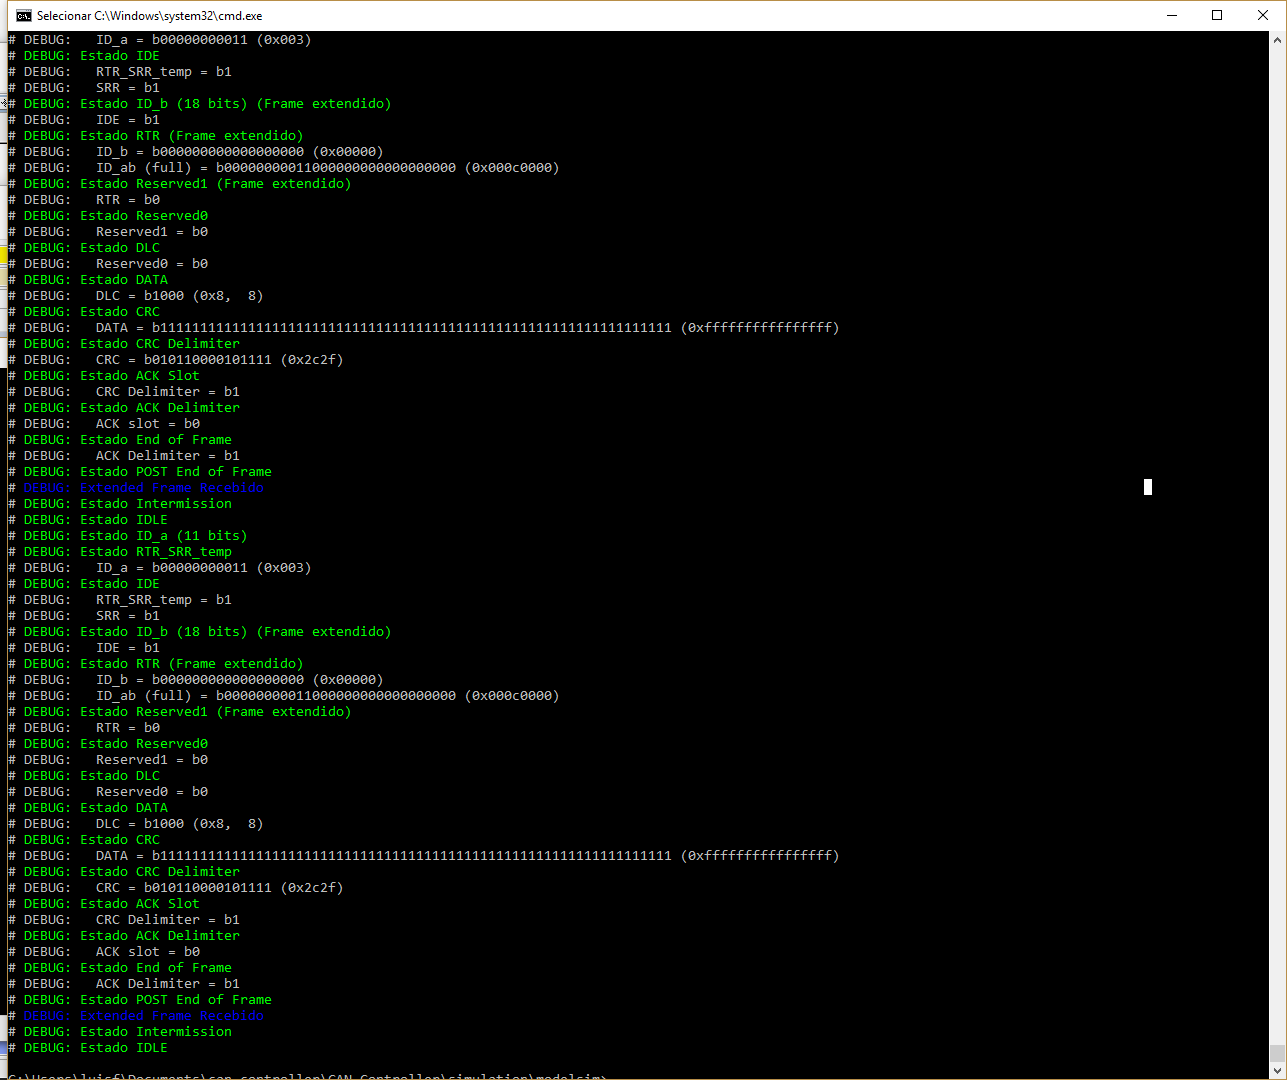 Selecionar C:\Windows\system32\cmd.exe
# DEBUG:   ID_a = b00000000011 (0x003)
# DEBUG: Estado IDE
# DEBUG:   RTR_SRR_temp = b1
# DEBUG:   SRR = b1
# DEBUG: Estado ID_b (18 bits) (Frame extendido)
# DEBUG:   IDE = b1
# DEBUG: Estado RTR (Frame extendido)
# DEBUG:   ID_b = b000000000000000000 (0x00000)
# DEBUG:   ID_ab (full) = b00000000011000000000000000000 (0x000c0000)
# DEBUG: Estado Reserved1 (Frame extendido)
# DEBUG:   RTR = b0
# DEBUG: Estado Reserved0
# DEBUG:   Reserved1 = b0
# DEBUG: Estado DLC
# DEBUG:   Reserved0 = b0
# DEBUG: Estado DATA
# DEBUG:   DLC = b1000 (0x8,  8)
# DEBUG: Estado CRC
# DEBUG:   DATA = b1111111111111111111111111111111111111111111111111111111111111111 (0xffffffffffffffff)
# DEBUG: Estado CRC Delimiter
# DEBUG:   CRC = b010110000101111 (0x2c2f)
# DEBUG: Estado ACK Slot
# DEBUG:   CRC Delimiter = b1
# DEBUG: Estado ACK Delimiter
# DEBUG:   ACK slot = b0
# DEBUG: Estado End of Frame
# DEBUG:   ACK Delimiter = b1
# DEBUG: Estado POST End of Frame
# DEBUG: Extended Frame Recebido
# DEBUG: Estado Intermission
# DEBUG: Estado IDLE
# DEBUG: Estado ID_a (11 bits)
# DEBUG: Estado RTR_SRR_temp
# DEBUG:   ID_a = b00000000011 (0x003)
# DEBUG: Estado IDE
# DEBUG:   RTR_SRR_temp = b1
# DEBUG:   SRR = b1
# DEBUG: Estado ID_b (18 bits) (Frame extendido)
# DEBUG:   IDE = b1
# DEBUG: Estado RTR (Frame extendido)
# DEBUG:   ID_b = b000000000000000000 (0x00000)
# DEBUG:   ID_ab (full) = b00000000011000000000000000000 (0x000c0000)
# DEBUG: Estado Reserved1 (Frame extendido)
# DEBUG:   RTR = b0
# DEBUG: Estado Reserved0
# DEBUG:   Reserved1 = b0
# DEBUG: Estado DLC
# DEBUG:   Reserved0 = b0
# DEBUG: Estado DATA
# DEBUG:   DLC = b1000 (0x8,  8)
# DEBUG: Estado CRC
# DEBUG:   DATA = b1111111111111111111111111111111111111111111111111111111111111111 (0xffffffffffffffff)
# DEBUG: Estado CRC Delimiter
# DEBUG:   CRC = b010110000101111 (0x2c2f)
# DEBUG: Estado ACK Slot
# DEBUG:   CRC Delimiter = b1
# DEBUG: Estado ACK Delimiter
# DEBUG:   ACK slot = b0
# DEBUG: Estado End of Frame
# DEBUG:   ACK Delimiter = b1
# DEBUG: Estado POST End of Frame
# DEBUG: Extended Frame Recebido
# DEBUG: Estado Intermission
# DEBUG: Estado IDLE
C:\Users\luisf\Documents\can-controller\CAN_Controller\simulation\modelsim>